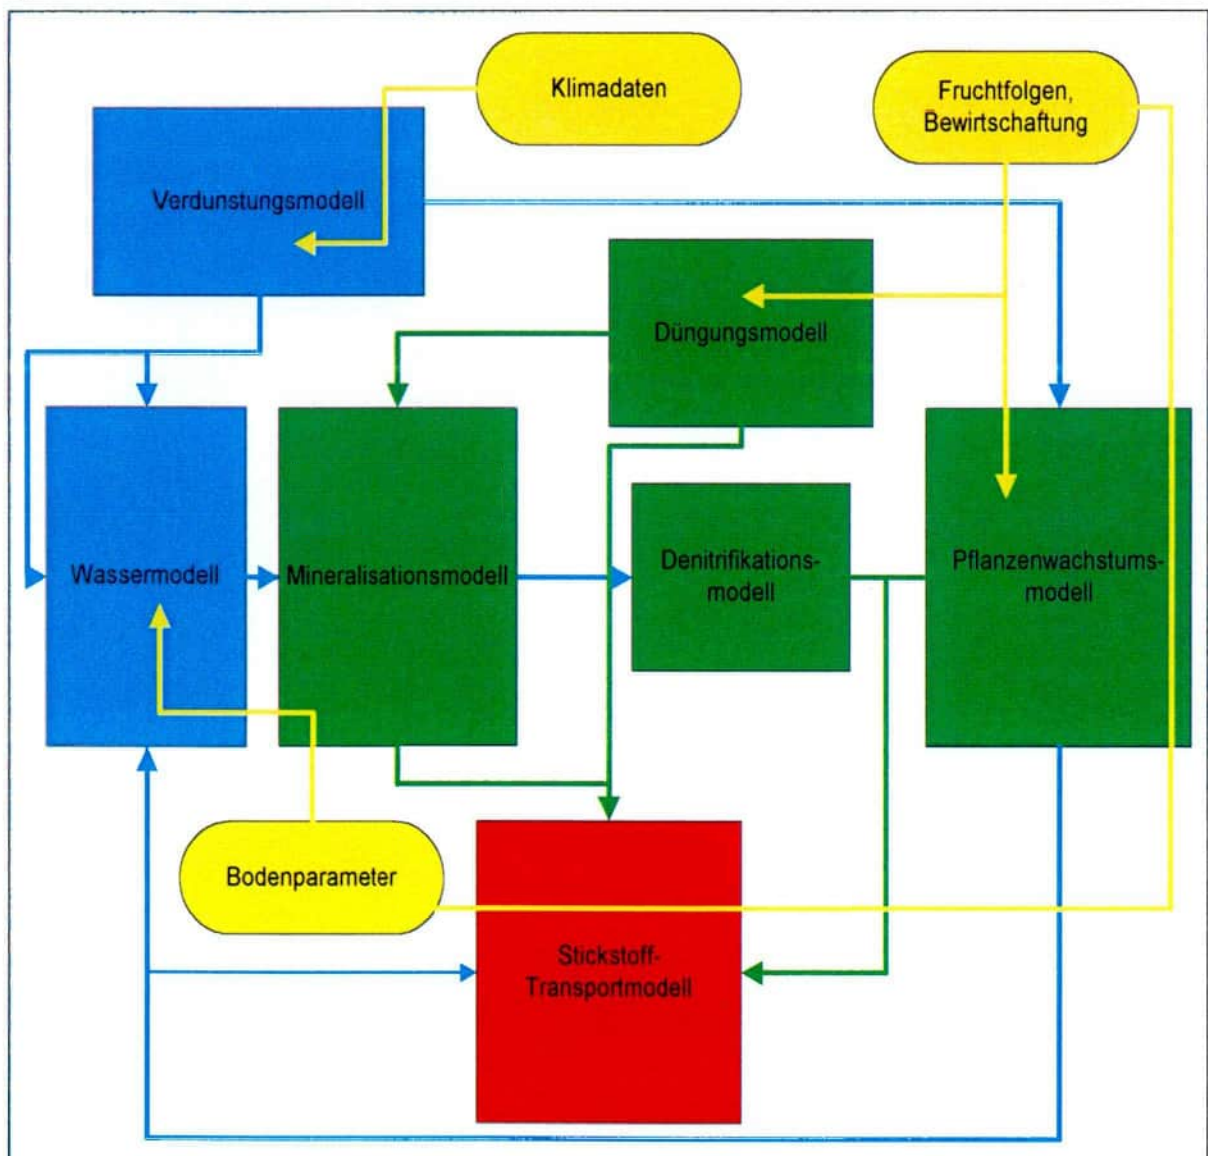 Klimadaten
Fruchtfolgen,
Bewirtschaftung
Verdunstungsmodell
Düngungsmodell
Wassermodell
Mineralisationsmodell
Denitrifikations-
modell
Pflanzenwachstums-
modell
Bodenparameter
Stickstoff-
Transportmodell